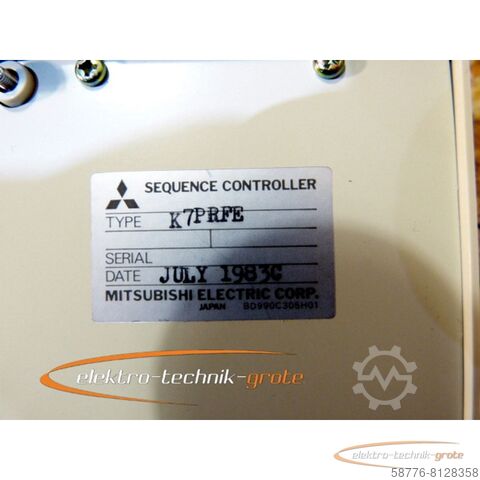 SEQUENCE CONTROLLER
TYPE K7PRFE
SERIAL
DATE JULY 1983G
MITSUBISHI ELECTRIC CORP.
JAPAN BD990C305H01
elektro-technik-grote
elektro-technik-grote
58776-8128358